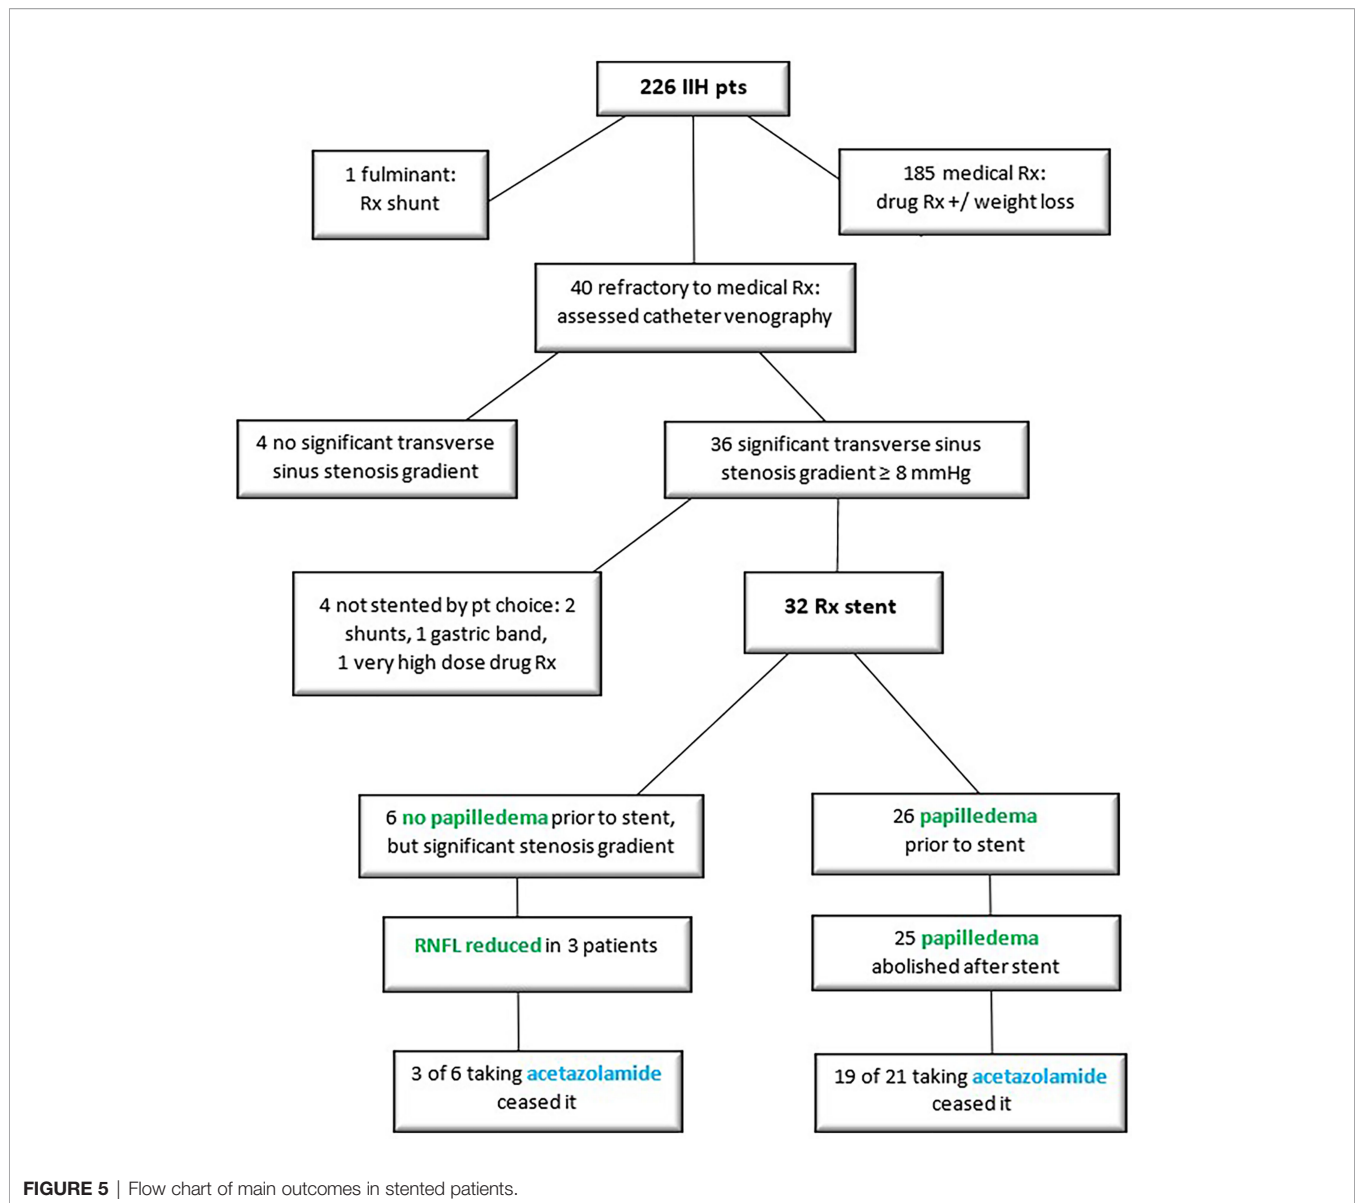 226 IIH pts
1 fulminant:
Rx shunt
185 medical Rx:
drug Rx +/ weight loss
40 refractory to medical Rx:
assessed catheter venography
4 no significant transverse
sinus stenosis gradient
36 significant transverse sinus
stenosis gradient ≥ 8 mmHg
4 not stented by pt choice: 2
shunts, 1 gastric band,
1 very high dose drug Rx
32 Rx stent
6 no papilledema prior to stent,
but significant stenosis gradient
26 papilledema
prior to stent
RNFL reduced in 3 patients
25 papilledema
abolished after stent
3 of 6 taking acetazolamide
ceased it
19 of 21 taking acetazolamide
ceased it
FIGURE 5 | Flow chart of main outcomes in stented patients.